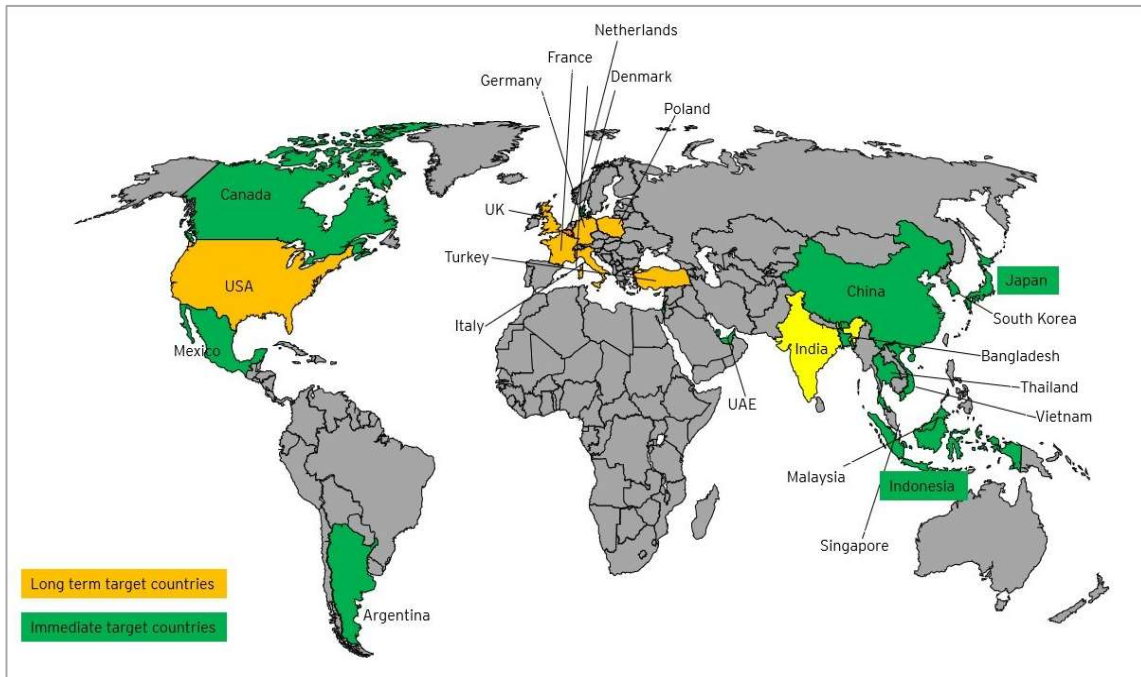 Netherlands
France
Denmark
Germany
Poland
Canada
UK
Turkey
USA
China
Japan
Italy
South Korea
Mexico
India
Bangladesh
Thailand
UAE
Vietnam
Malaysia
Indonesia
Singapore
Long term target countries
Argentina
Immediate target countries